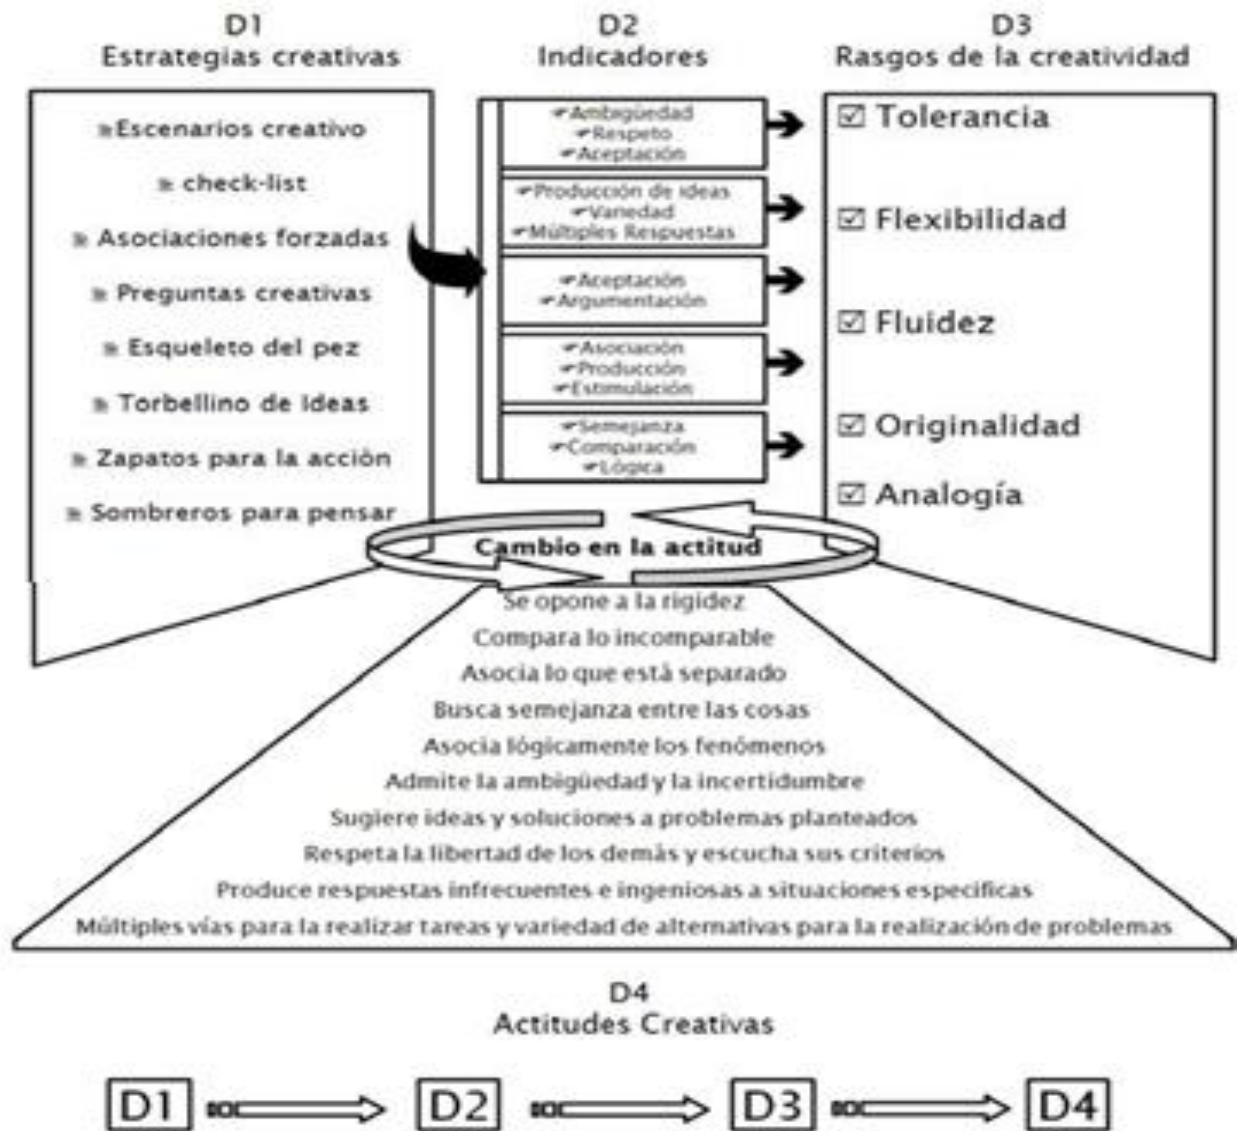 D1
Estrategias creativas
Escenarios creativo
check-list
Asociaciones forzadas
Preguntas creativas
Esqueleto del pez
Torbellino de Ideas
Zapatos para la acción
Sombreros para pensar
D2
Indicadores
Ambigüedad
Respeto
Aceptación
Producción de ideas
Variedad
Múltiples Respuestas
Aceptación
Argumentación
Asociación
Producción
Estimulación
Semejanza
Comparación
Lógica
D3
Rasgos de la creatividad
Tolerancia
Flexibilidad
Fluidez
Originalidad
Analogía
Cambio en la actitud
Se opone a la rigidez
Compara lo incomparable
Asocia lo que está separado
Busca semejanza entre las cosas
Asocia lógicamente los fenómenos
Admite la ambigüedad y la incertidumbre
Sugiere ideas y soluciones a problemas planteados
Respeta la libertad de los demás y escucha sus criterios
Produce respuestas infrecuentes e ingeniosas a situaciones especificas
Múltiples vías para la realizar tareas y variedad de alternativas para la realización de problemas
D4
Actitudes Creativas
D1 D2 D3 D4